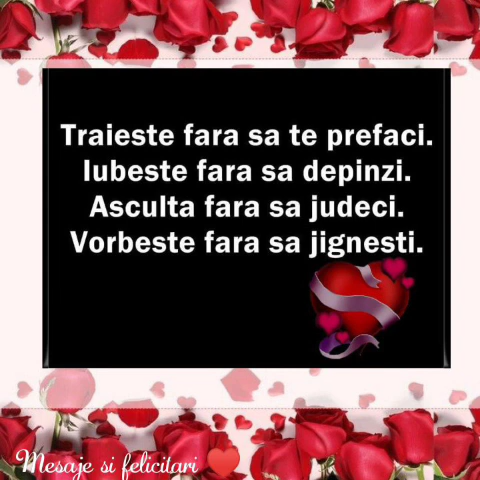 Traieste fara sa te prefaci.
Iubeste fara sa depinzi.
Asculta fara sa judeci.
Vorbeste fara sa jignesti.
Mesaje si felicitari ❤️